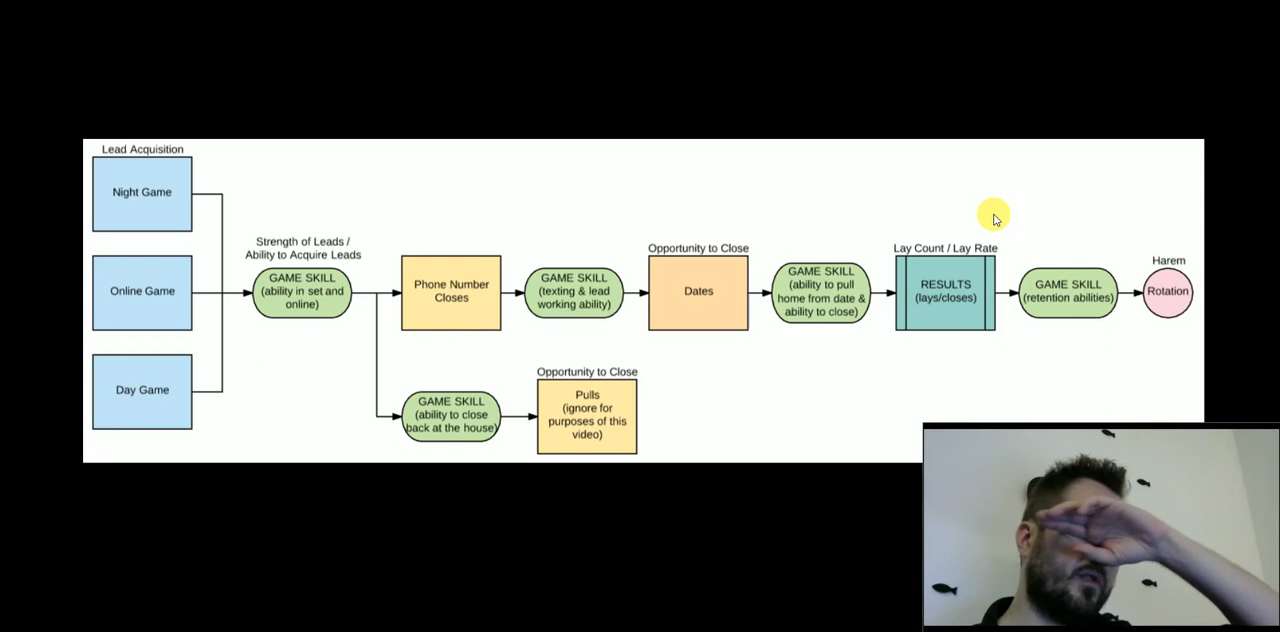 Lead Acquisition
Night Game
Online Game
Day Game
Strength of Leads /
Ability to Acquire Leads
GAME SKILL
(ability in set and
online)
Phone Number
Closes
GAME SKILL
(texting & lead
working ability)
Opportunity to Close
Dates
GAME SKILL
(ability to pull
home from date &
ability to close)
Lay Count / Lay Rate
RESULTS
(lays/closes)
GAME SKILL
(retention abilities)
Harem
Rotation
GAME SKILL
(ability to close
back at the house)
Opportunity to Close
Pulls
(ignore for
purposes of this
video)